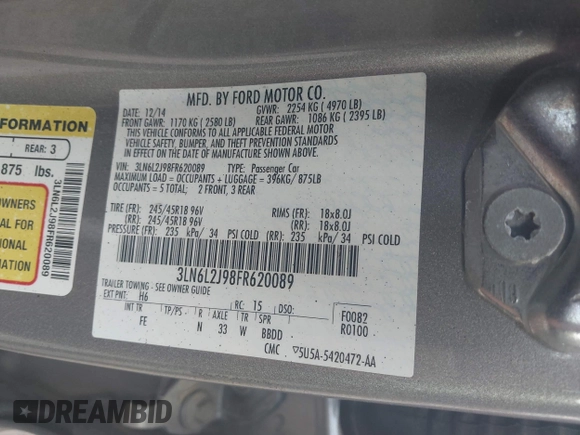 MFD. BY FORD MOTOR CO.
DATE: 12/14 GVWR: 2254 KG ( 4970 LB)
FRONT GAWR: 1170 KG ( 2580 LB) REAR GAWR: 1086 KG ( 2395 LB)
THIS VEHICLE CONFORMS TO ALL APPLICABLE FEDERAL MOTOR
VEHICLE SAFETY, BUMPER, AND THEFT PREVENTION STANDARDS
IN EFFECT ON THE DATE OF MANUFACTURE SHOWN ABOVE.
VIN: 3LN6L2J98FR620089 TYPE: Passenger Car
MAXIMUM LOAD = OCCUPANTS + LUGGAGE = 396KG/ 875LB
OCCUPANTS = 5 TOTAL: 2 FRONT, 3 REAR
TIRE (FR): 245/45R18 96V RIMS (FR): 18x8.0J
(RR): 245/45R18 96V (RR): 18x8.0J
PRESSURE (FR): 235 kPa/ 34 PSI COLD (RR): 235 kPa/ 34 PSI COLD
3LN6L2J98FR620089
TRAILER TOWING - SEE OWNER GUIDE
EXT PNT: H6 RC: 15 DSO:
INT TR TP/PS R AXLE TR SPR
FE N 33 W BBDD
F0082
R0100
CMC ▽5U5A-5420472-AA
FORMATION
REAR: 3
875 lbs.
OWNERS
AL FOR
ONAL
ATION
3LN6L2J98FR620089
DREAMBID